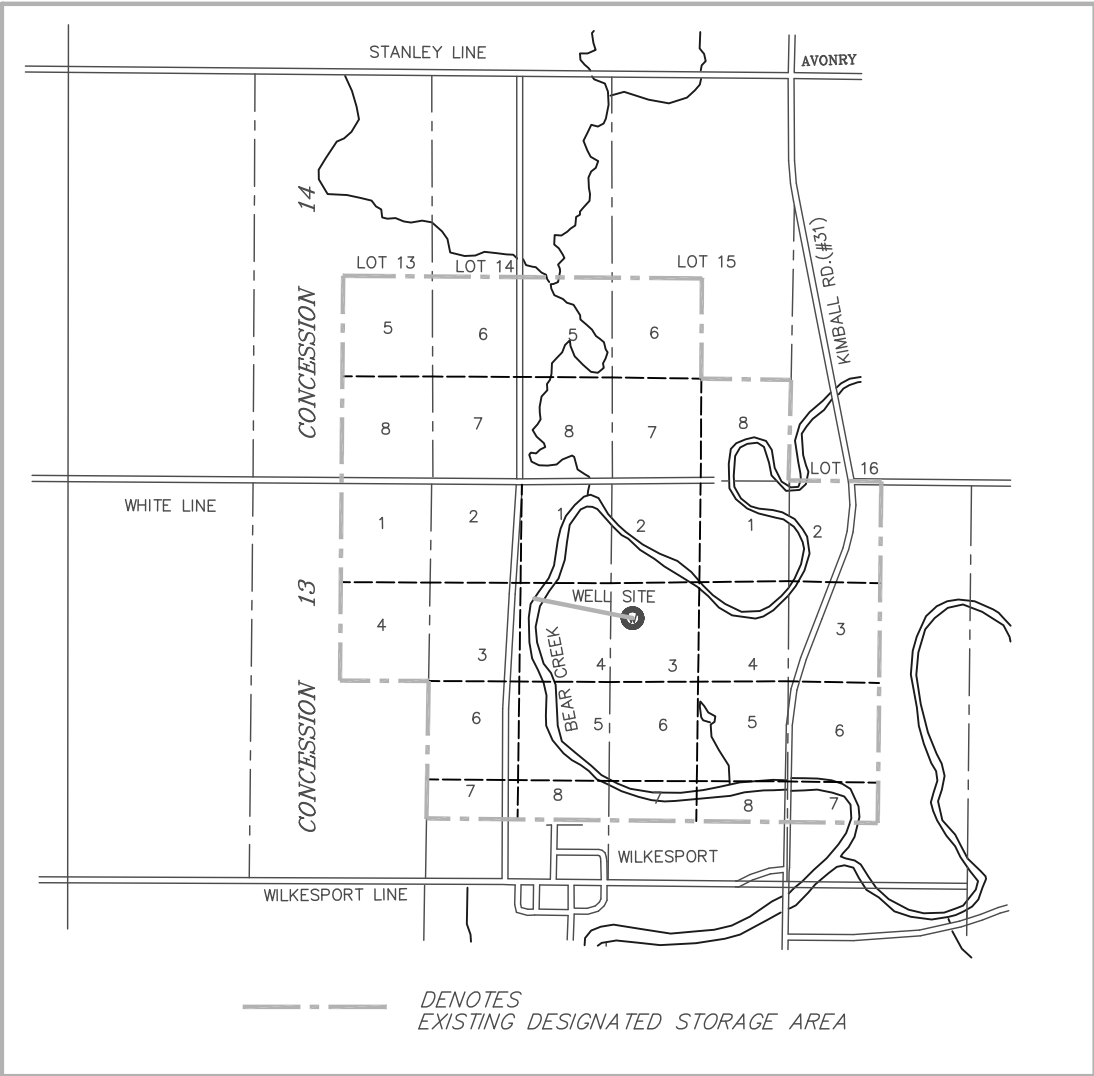 STANLEY LINE
AVONRY
14
KIMBALL RD.(#31)
LOT 13
LOT 14
LOT 15
CONCESSION
5
6
5
6
8
7
8
7
8
LOT 16
WHITE LINE
1
2
1
2
1
2
13
WELL SITE
4
3
4
3
4
3
BEAR CREEK
CONCESSION
6
5
6
5
6
7
8
7
8
7
WILKESPORT
WILKESPORT LINE
DENOTES
EXISTING DESIGNATED STORAGE AREA